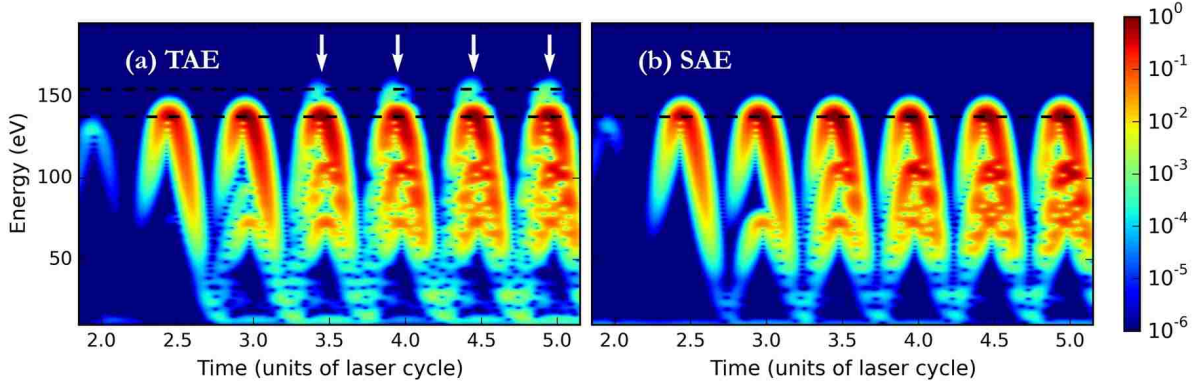 (a) TAE
(b) SAE
Energy (eV)
150
100
50
2.0 2.5 3.0 3.5 4.0 4.5 5.0
2.0 2.5 3.0 3.5 4.0 4.5 5.0
Time (units of laser cycle)
Time (units of laser cycle)
10^0
10^-1
10^-2
10^-3
10^-4
10^-5
10^-6